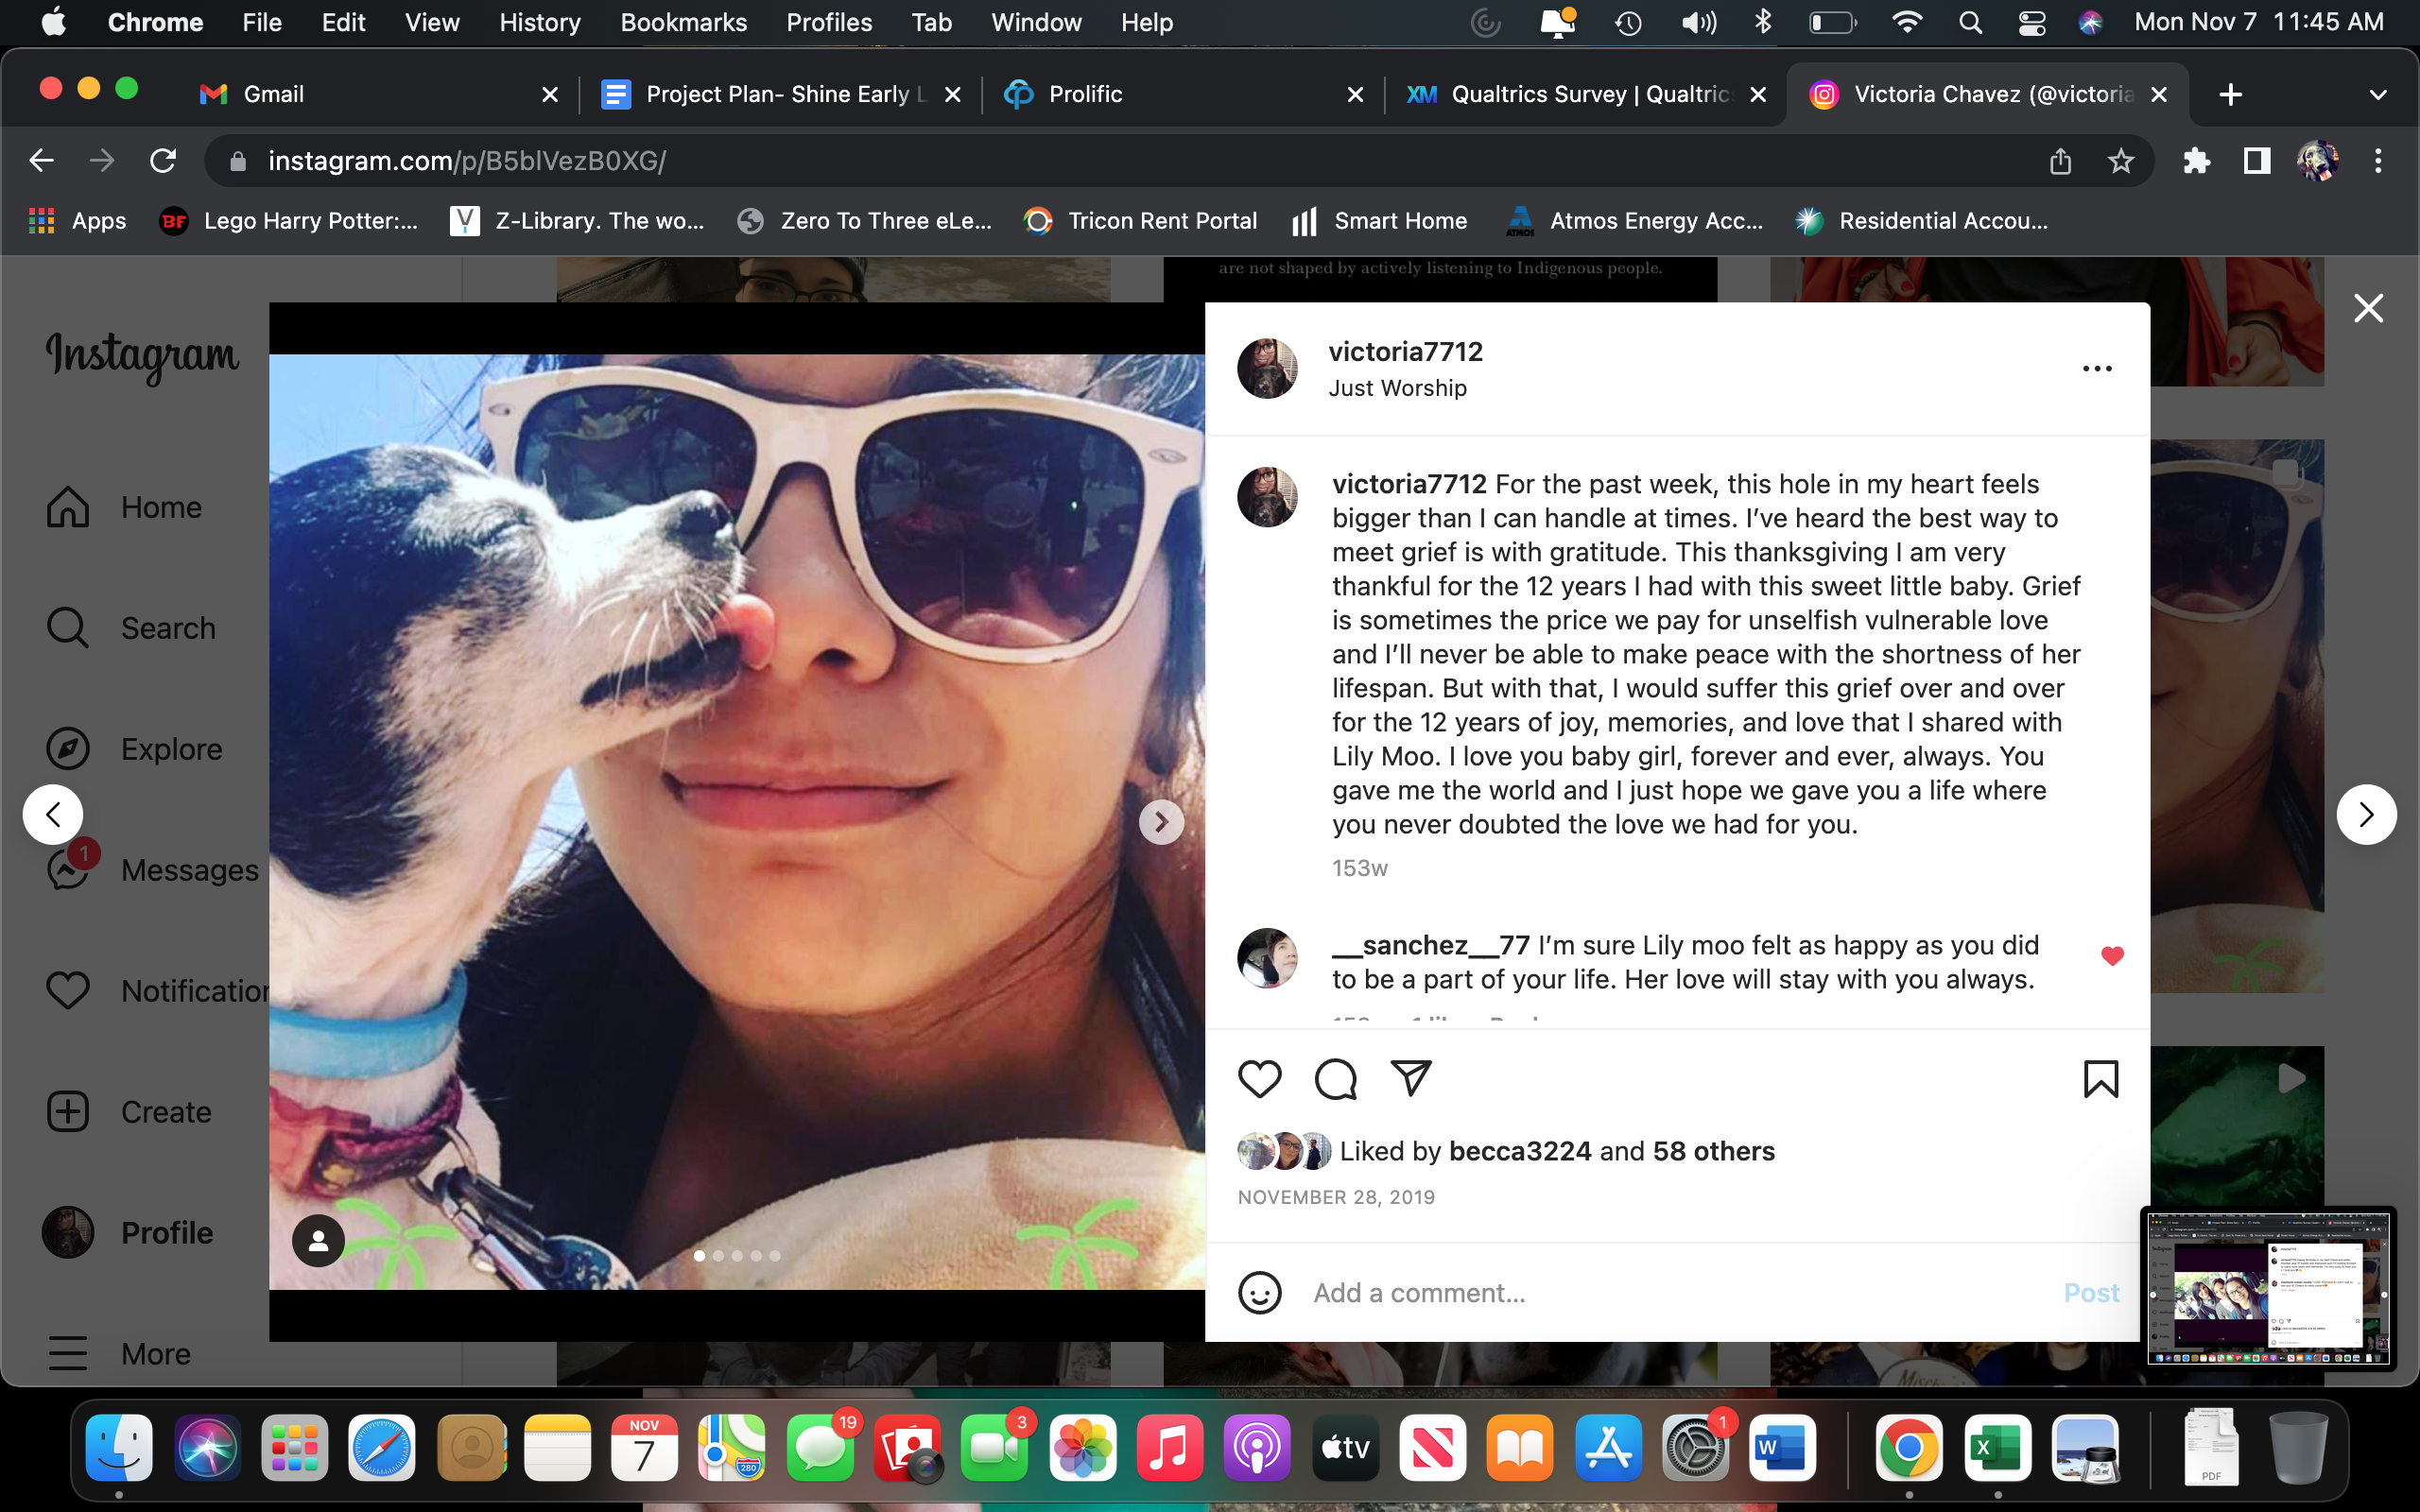 Chrome File Edit View History Bookmarks Profiles Tab Window Help Mon Nov 7 11:45 AM
Gmail Project Plan- Shine Early L Prolific Qualtrics Survey | Qualtric Victoria Chavez (@victoria
instagram.com/p/B5blVezB0XG/
Apps BF Lego Harry Potter:... Z-Library. The wo... Zero To Three eLe... Tricon Rent Portal Smart Home ATMOS Atmos Energy Acc... Residential Accou...
are not shaped by actively listening to Indigenous people.
Instagram
Home
Search
Explore
1
Messages
Notification
Create
Profile
More
victoria7712
Just Worship
victoria7712 For the past week, this hole in my heart feels
bigger than I can handle at times. I’ve heard the best way to
meet grief is with gratitude. This thanksgiving I am very
thankful for the 12 years I had with this sweet little baby. Grief
is sometimes the price we pay for unselfish vulnerable love
and I’ll never be able to make peace with the shortness of her
lifespan. But with that, I would suffer this grief over and over
for the 12 years of joy, memories, and love that I shared with
Lily Moo. I love you baby girl, forever and ever, always. You
gave me the world and I just hope we gave you a life where
you never doubted the love we had for you.
153w
__sanchez__77 I’m sure Lily moo felt as happy as you did
to be a part of your life. Her love will stay with you always.
Liked by becca3224 and 58 others
NOVEMBER 28, 2019
Add a comment... Post
NOV
7
280
19
3
tv
1
W
X
PDF